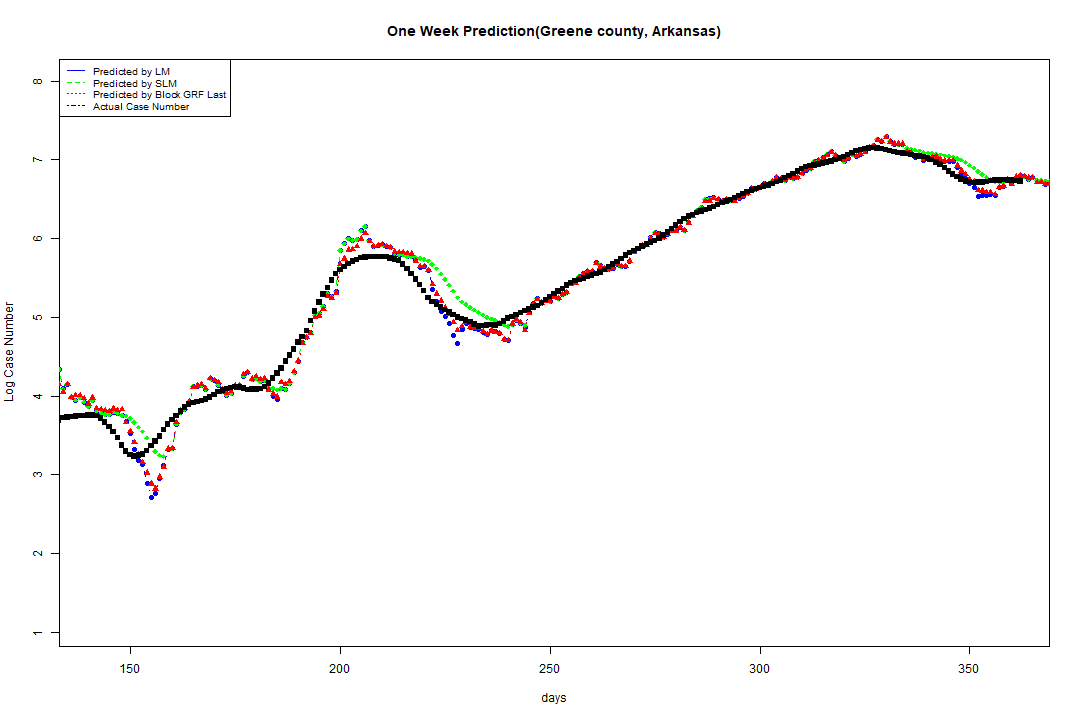 One Week Prediction(Greene county, Arkansas)
Predicted by LM
Predicted by SLM
Predicted by Block GRF Last
Actual Case Number
8
7
6
5
4
3
2
1
Log Case Number
150 200 250 300 350
days